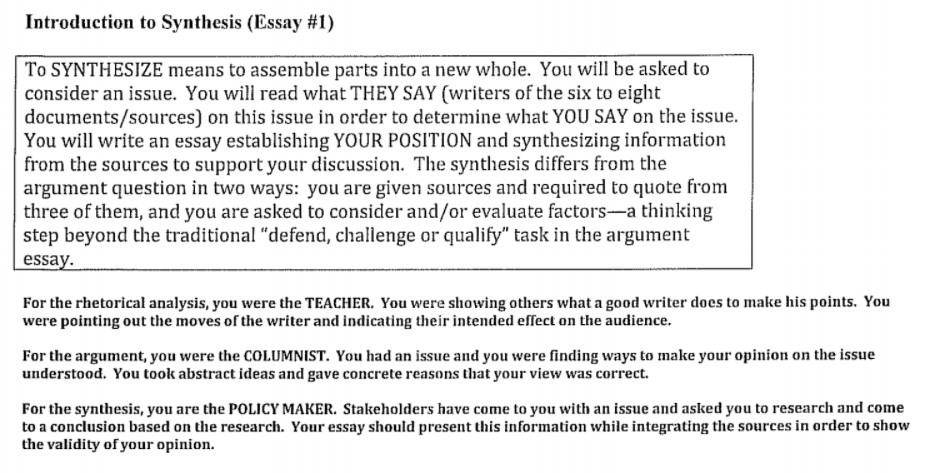 Introduction to Synthesis (Essay #1)
To SYNTHESIZE means to assemble parts into a new whole. You will be asked to
consider an issue. You will read what THEY SAY (writers of the six to eight
documents/sources) on this issue in order to determine what YOU SAY on the issue.
You will write an essay establishing YOUR POSITION and synthesizing information
from the sources to support your discussion. The synthesis differs from the
argument question in two ways: you are given sources and required to quote from
three of them, and you are asked to consider and/or evaluate factors—a thinking
step beyond the traditional "defend, challenge or qualify" task in the argument
essay.
For the rhetorical analysis, you were the TEACHER. You were showing others what a good writer does to make his points. You
were pointing out the moves of the writer and indicating their intended effect on the audience.
For the argument, you were the COLUMNIST. You had an issue and you were finding ways to make your opinion on the issue
understood. You took abstract ideas and gave concrete reasons that your view was correct.
For the synthesis, you are the POLICY MAKER. Stakeholders have come to you with an issue and asked you to research and come
to a conclusion based on the research. Your essay should present this information while integrating the sources in order to show
the validity of your opinion.